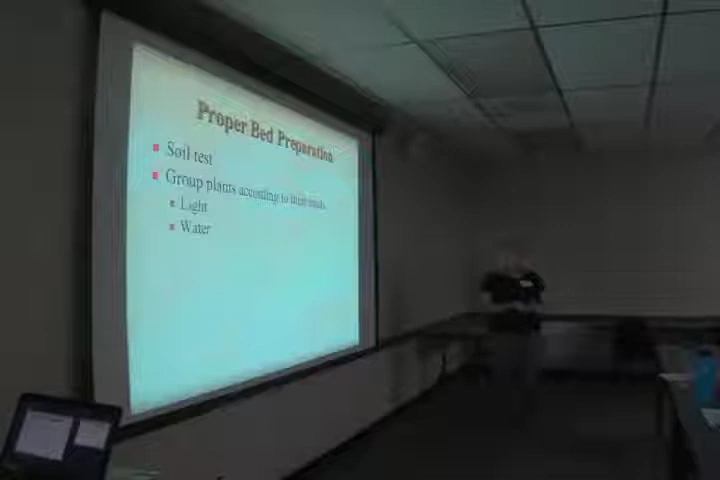 Proper Bed Preparation
Soil test
Group plants according to their needs
Light
Water